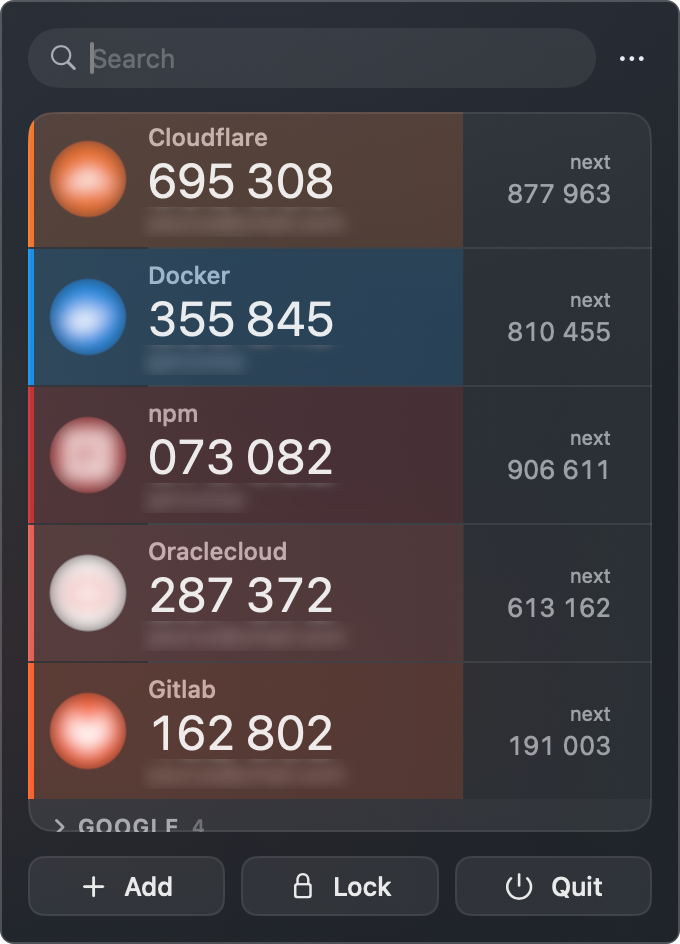 Search
Cloudflare
695 308
next
877 963
Docker
355 845
next
810 455
npm
073 082
next
906 611
Oraclecloud
287 372
next
613 162
Gitlab
162 802
next
191 003
GOOGLE 4
Add
Lock
Quit